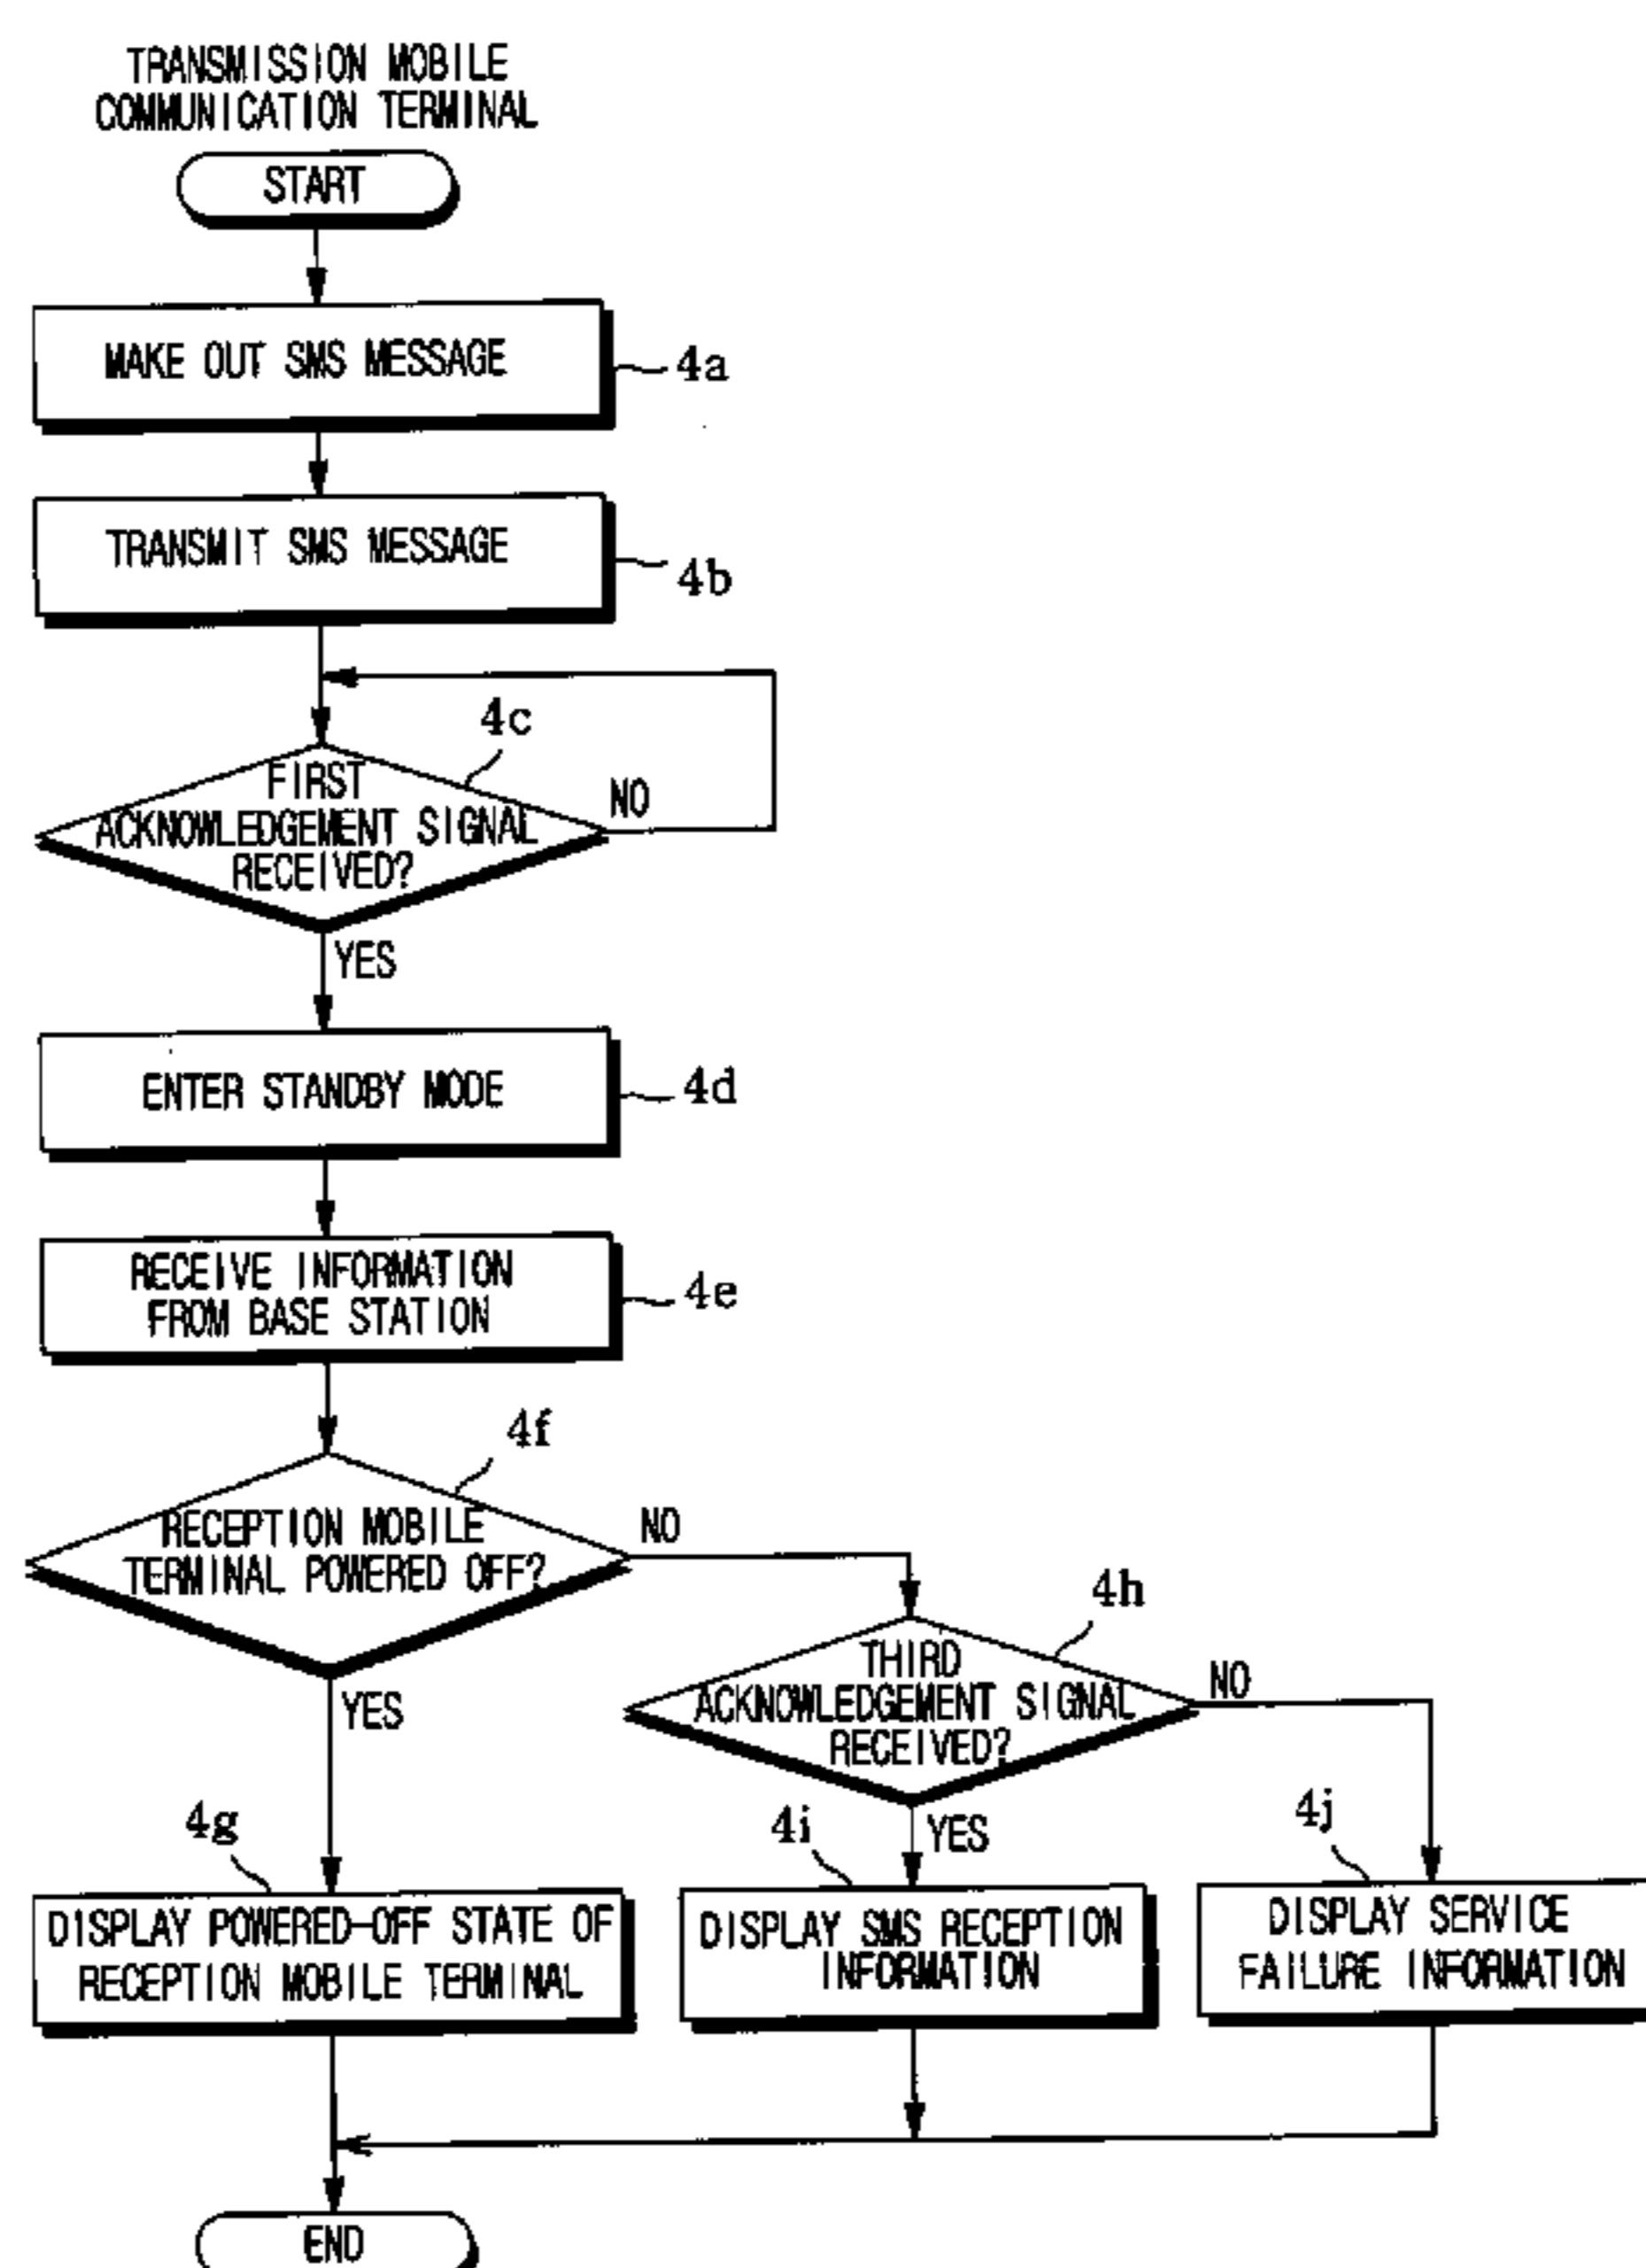 TRANSMISSION MOBILE
COMMUNICATION TERMINAL
START
MAKE OUT SMS MESSAGE
4a
TRANSMIT SMS MESSAGE
4b
4c
FIRST
ACKNOWLEDGEMENT SIGNAL
RECEIVED?
NO
YES
ENTER STANDBY MODE
4d
RECEIVE INFORMATION
FROM BASE STATION
4e
4f
RECEPTION MOBILE
TERMINAL POWERED OFF?
NO
YES
4h
THIRD
ACKNOWLEDGEMENT SIGNAL
RECEIVED?
NO
YES
4g
DISPLAY POWERED-OFF STATE OF
RECEPTION MOBILE TERMINAL
4i
DISPLAY SMS RECEPTION
INFORMATION
4j
DISPLAY SERVICE
FAILURE INFORMATION
END